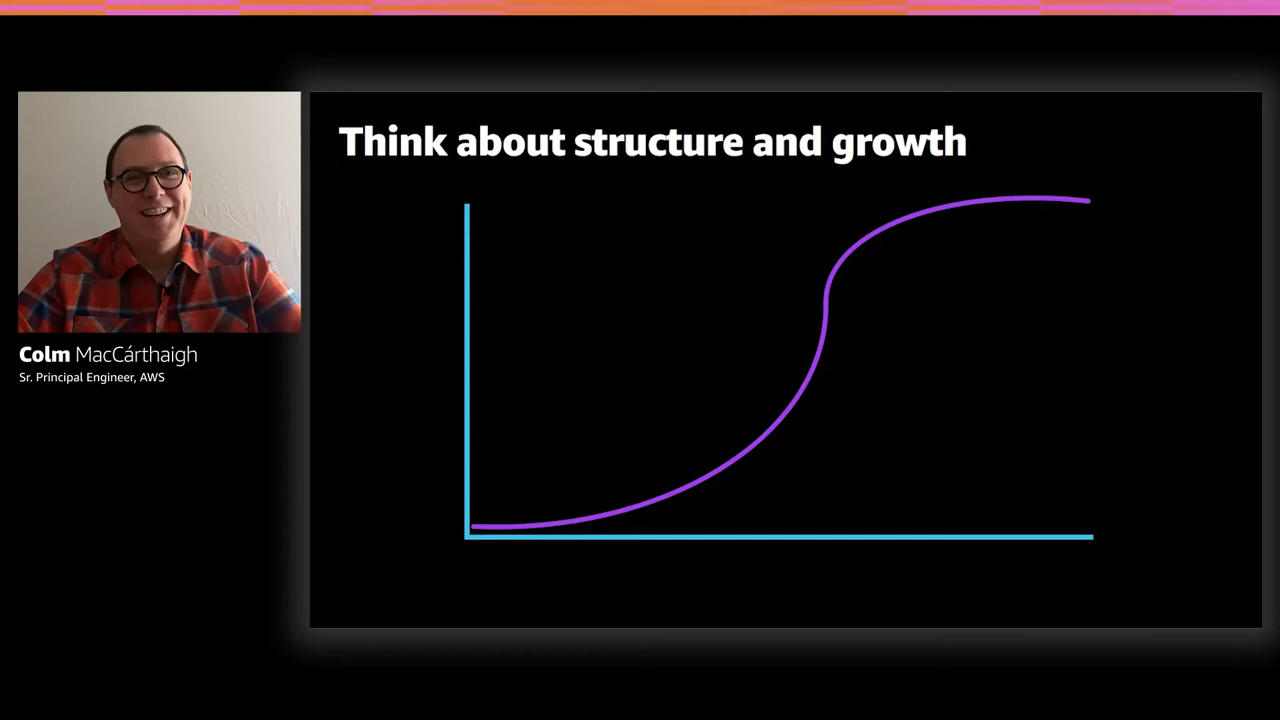 Think about structure and growth
Colm MacCárthaigh
Sr. Principal Engineer, AWS